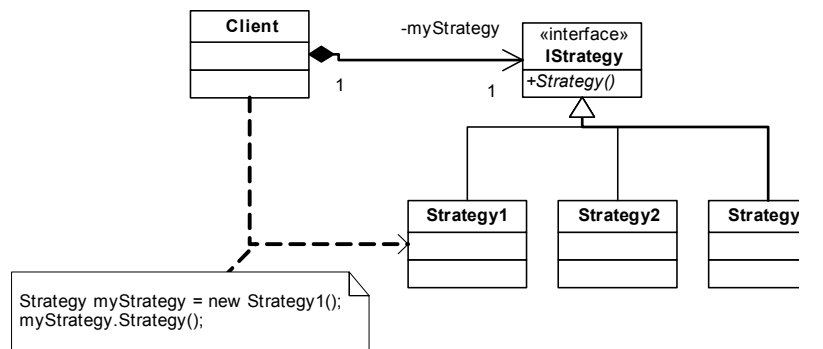 Client
-myStrategy
1
1
«interface»
IStrategy
+Strategy()
Strategy1
Strategy2
Strategy
Strategy myStrategy = new Strategy1();
myStrategy.Strategy();